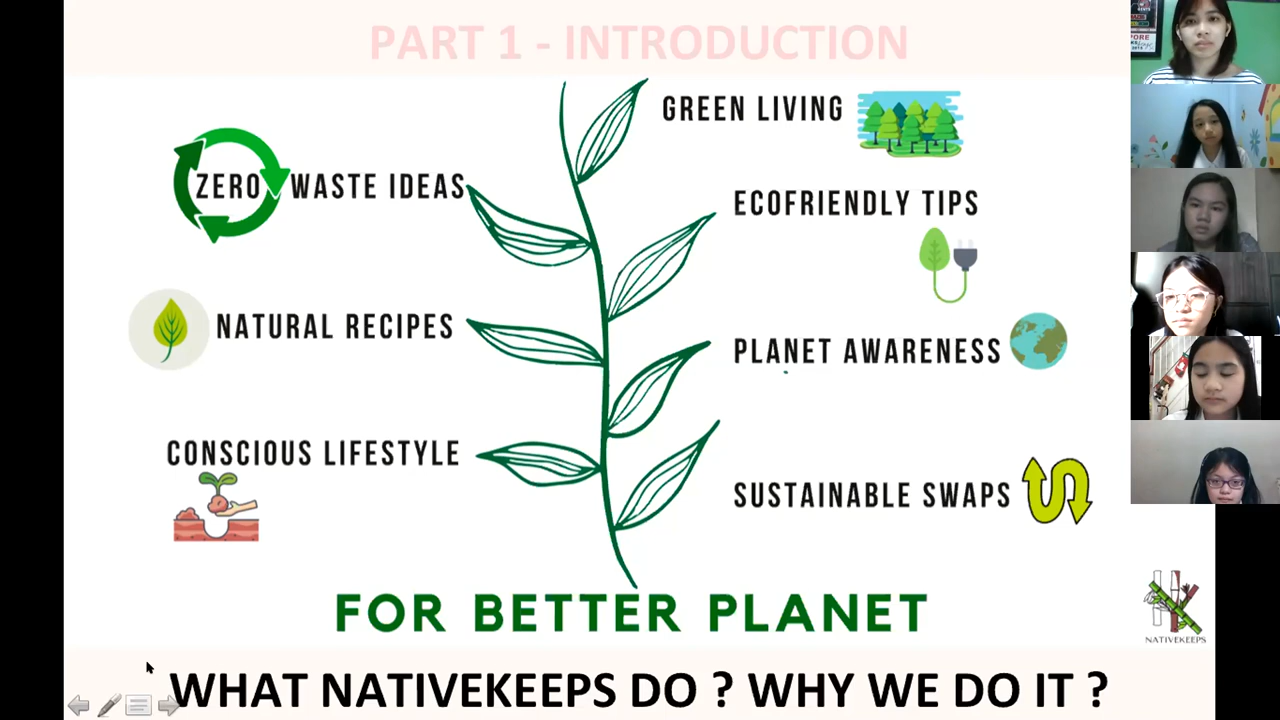 PART 1 - INTRODUCTION
GREEN LIVING
ZERO WASTE IDEAS
ECOFRIENDLY TIPS
NATURAL RECIPES
PLANET AWARENESS
CONSCIOUS LIFESTYLE
SUSTAINABLE SWAPS
FOR BETTER PLANET
NATIVEKEEPS
WHAT NATIVEKEEPS DO ? WHY WE DO IT ?